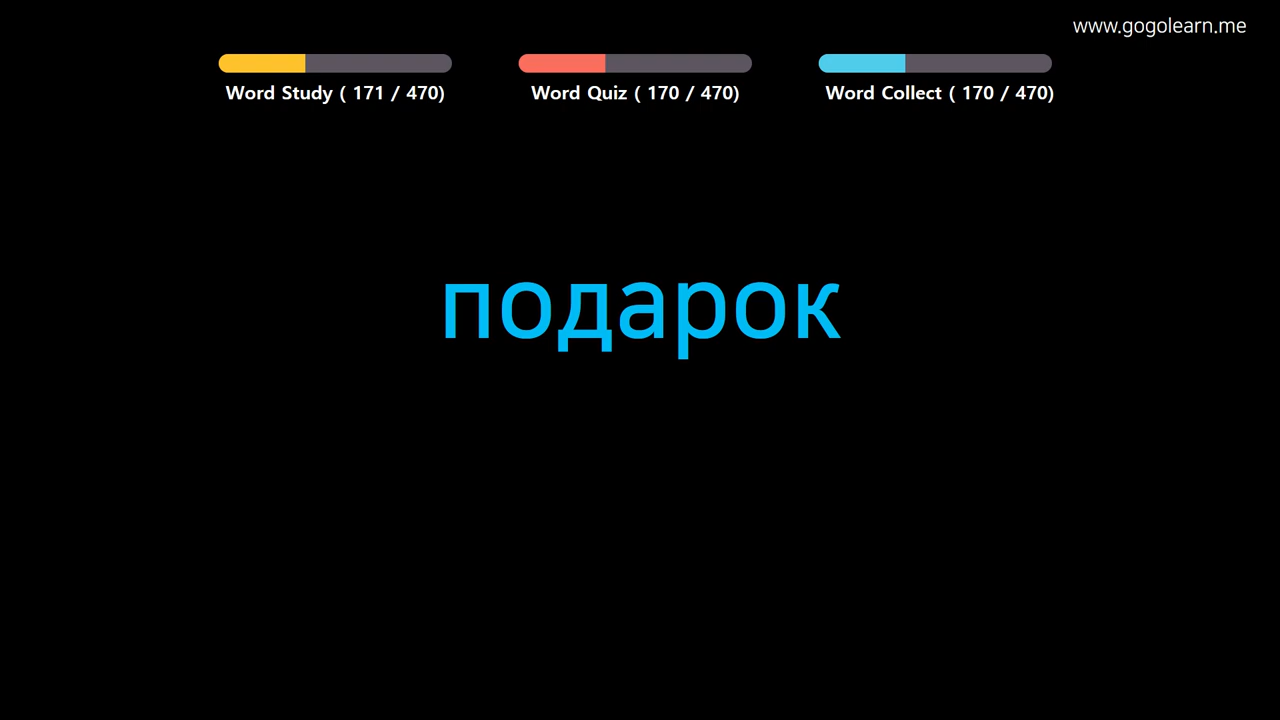 www.gogolearn.me
Word Study ( 171 / 470)
Word Quiz ( 170 / 470)
Word Collect ( 170 / 470)
подарок